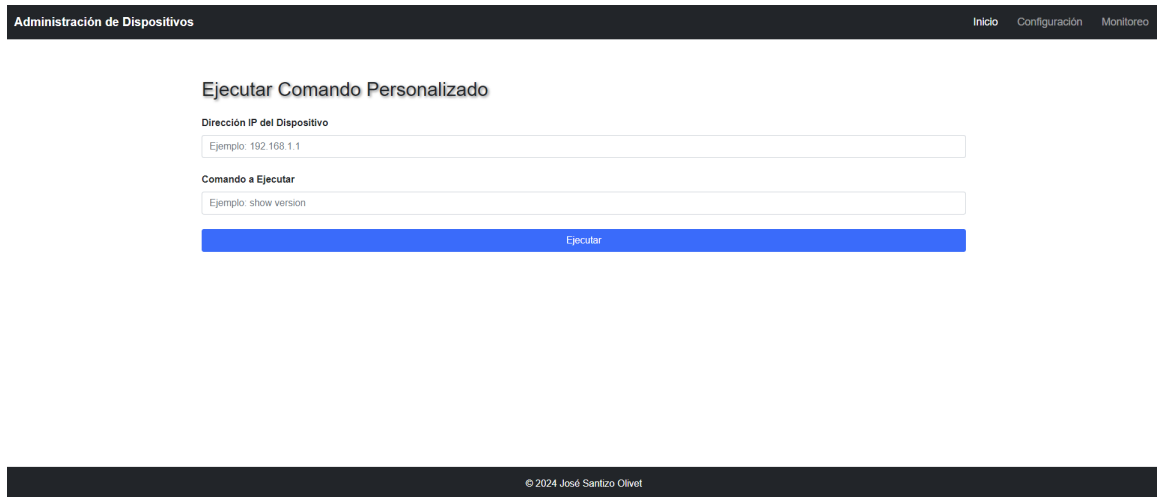 Administración de Dispositivos
Inicio Configuración Monitoreo
Ejecutar Comando Personalizado
Dirección IP del Dispositivo
Ejemplo: 192.168.1.1
Comando a Ejecutar
Ejemplo: show version
Ejecutar
© 2024 José Santizo Olivet